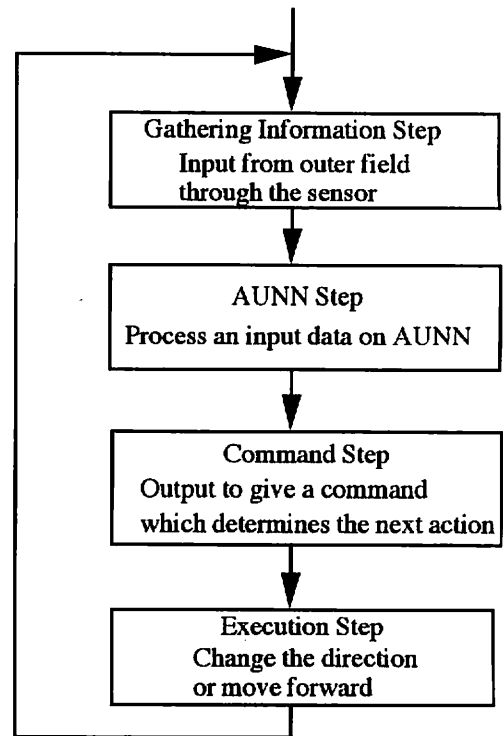 Gathering Information Step
Input from outer field
through the sensor
AUNN Step
Process an input data on AUNN
Command Step
Output to give a command
which determines the next action
Execution Step
Change the direction
or move forward